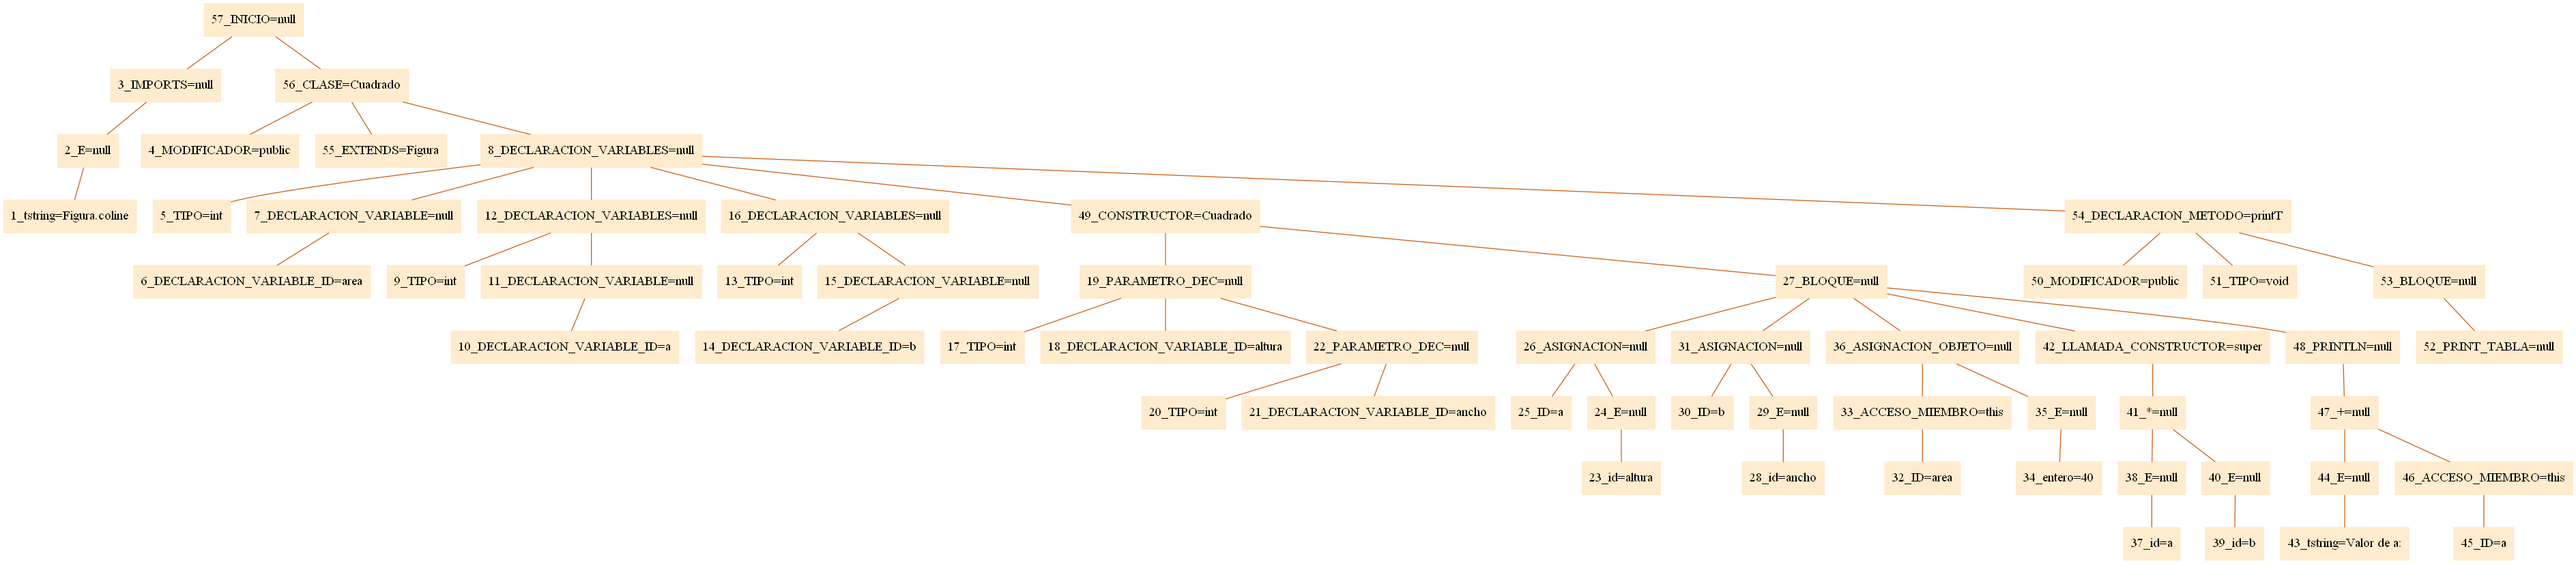 57_INICIO=null
3_IMPORTS=null
56_CLASE=Cuadrado
2_E=null
4_MODIFICADOR=public
55_EXTENDS=Figura
8_DECLARACION_VARIABLES=null
1_tstring=Figura.coline
5_TIPO=int
7_DECLARACION_VARIABLE=null
12_DECLARACION_VARIABLES=null
16_DECLARACION_VARIABLES=null
49_CONSTRUCTOR=Cuadrado
54_DECLARACION_METODO=printT
6_DECLARACION_VARIABLE_ID=area
9_TIPO=int
11_DECLARACION_VARIABLE=null
13_TIPO=int
15_DECLARACION_VARIABLE=null
19_PARAMETRO_DEC=null
27_BLOQUE=null
50_MODIFICADOR=public
51_TIPO=void
53_BLOQUE=null
10_DECLARACION_VARIABLE_ID=a
14_DECLARACION_VARIABLE_ID=b
17_TIPO=int
18_DECLARACION_VARIABLE_ID=altura
22_PARAMETRO_DEC=null
26_ASIGNACION=null
31_ASIGNACION=null
36_ASIGNACION_OBJETO=null
42_LLAMADA_CONSTRUCTOR=super
48_PRINTLN=null
52_PRINT_TABLA=null
20_TIPO=int
21_DECLARACION_VARIABLE_ID=ancho
25_ID=a
24_E=null
30_ID=b
29_E=null
33_ACCESO_MIEMBRO=this
35_E=null
41_*=null
47_+=null
23_id=altura
28_id=ancho
32_ID=area
34_entero=40
38_E=null
40_E=null
44_E=null
46_ACCESO_MIEMBRO=this
37_id=a
39_id=b
43_tstring=Valor de a:
45_ID=a